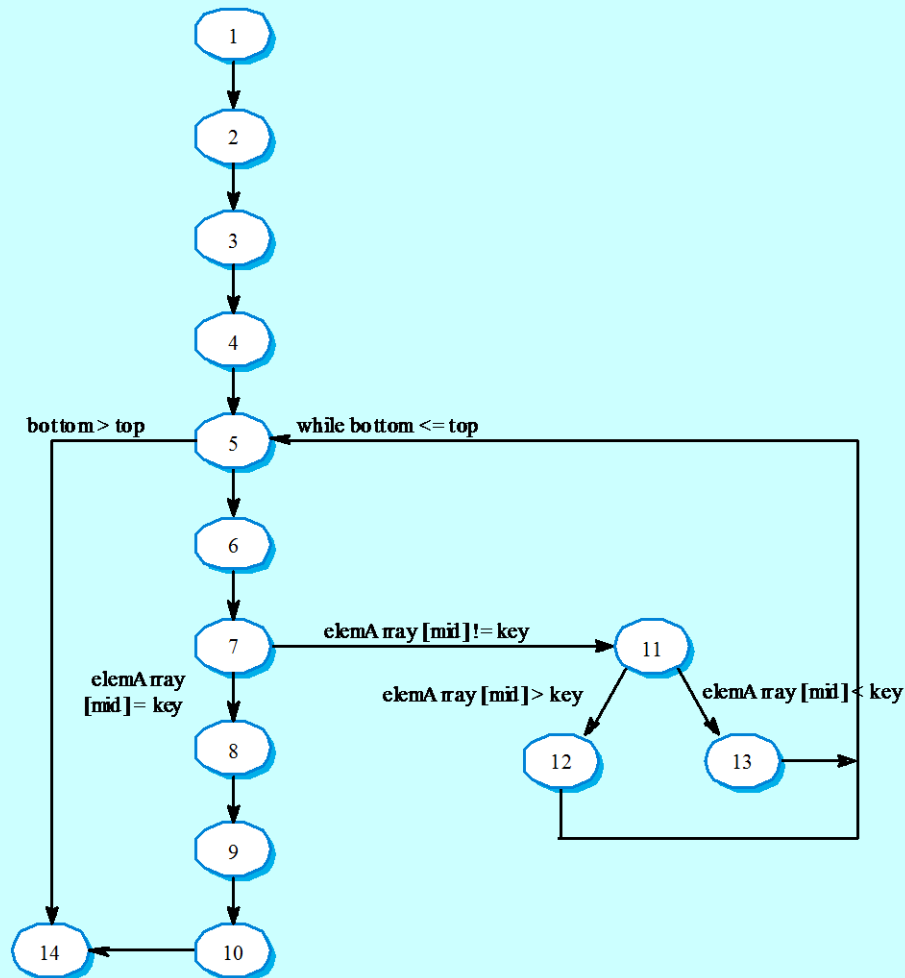 1
2
3
4
bottom > top
5
while bottom <= top
6
7
elemArray [mid] != key
11
elemArray
[mid] = key
elemArray [mid] > key
elemArray [mid] < key
8
12
13
9
14
10